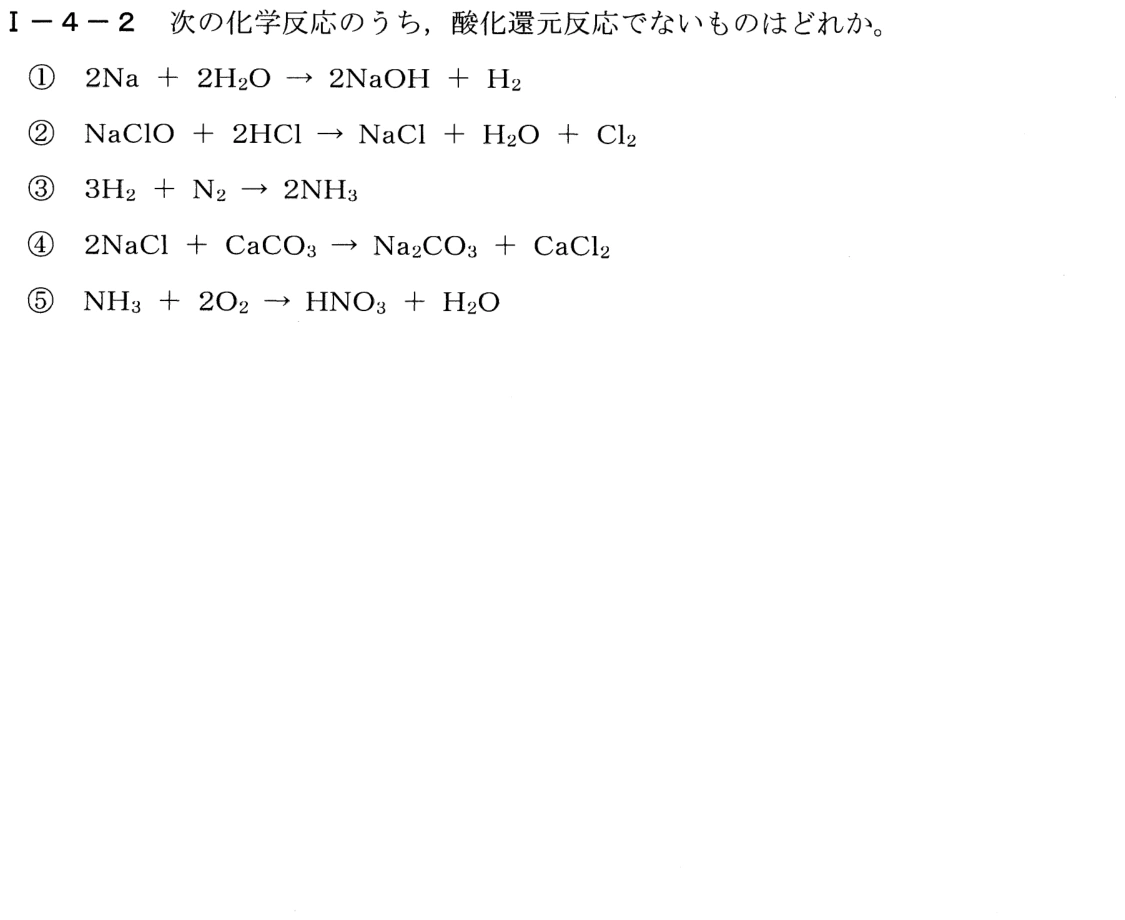 Ⅰ－4－2　次の化学反応のうち，酸化還元反応でないものはどれか。
① 2Na ＋ 2H₂O → 2NaOH ＋ H₂
② NaClO ＋ 2HCl → NaCl ＋ H₂O ＋ Cl₂
③ 3H₂ ＋ N₂ → 2NH₃
④ 2NaCl ＋ CaCO₃ → Na₂CO₃ ＋ CaCl₂
⑤ NH₃ ＋ 2O₂ → HNO₃ ＋ H₂O